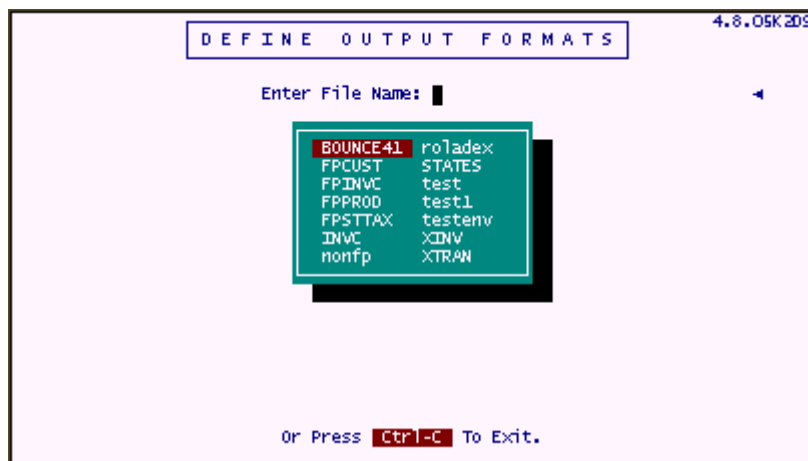 4.8.05K2D9
DEFINE OUTPUT FORMATS
Enter File Name:
BOUNCE41 roladex
FPCUST STATES
FPINVC test
FPPROD test1
FPSTTAX testenv
INVC XINV
nonfp XTRAN
Or Press Ctrl-C To Exit.